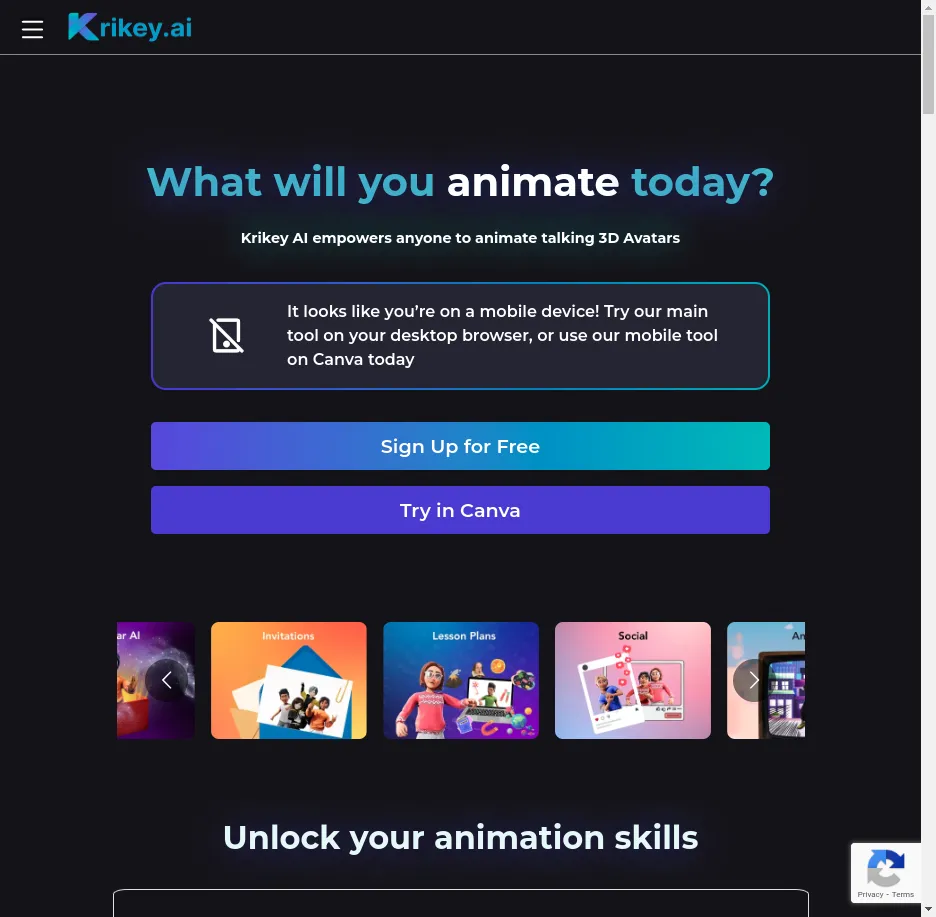 Krikey.ai
What will you animate today?
Krikey AI empowers anyone to animate talking 3D Avatars
It looks like you’re on a mobile device! Try our main
tool on your desktop browser, or use our mobile tool
on Canva today
Sign Up for Free
Try in Canva
ar AI
Invitations
Lesson Plans
Social
An
Unlock your animation skills
Privacy - Terms